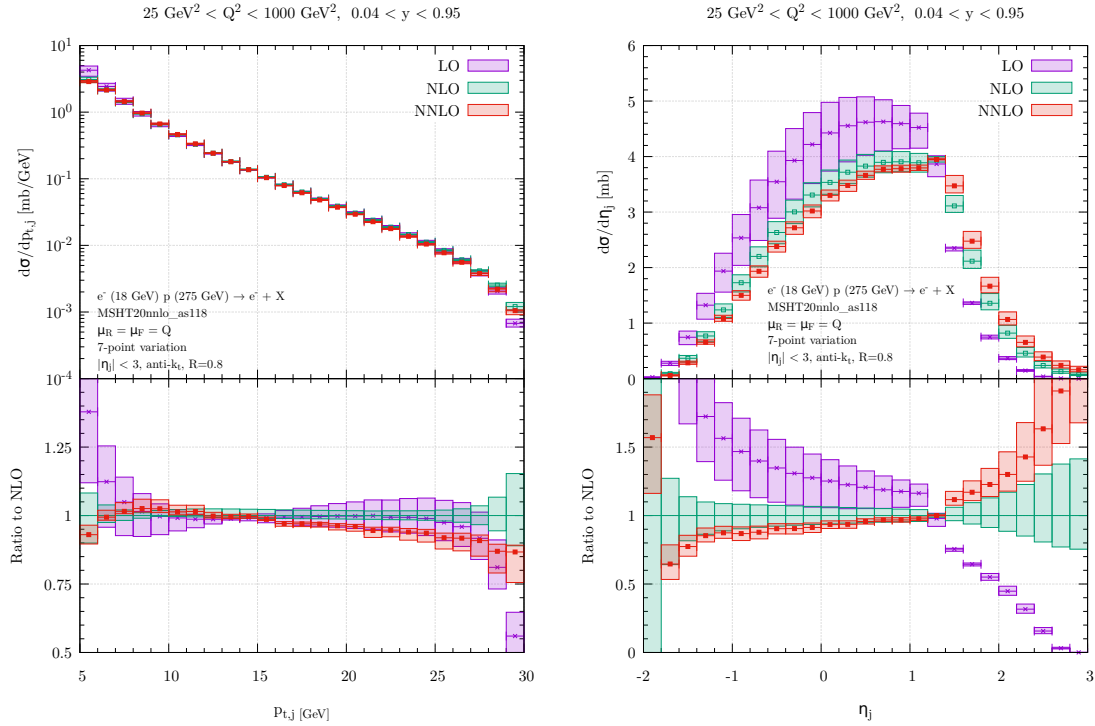 25 GeV² < Q² < 1000 GeV², 0.04 < y < 0.95
10¹
10⁰
10⁻¹
10⁻²
10⁻³
10⁻⁴
dσ/dp_{t,j} [mb/GeV]
LO
NLO
NNLO
e⁻ (18 GeV) p (275 GeV) → e⁻ + X
MSHT20nnlo_as118
μ_R = μ_F = Q
7-point variation
|η_j| < 3, anti-k_t, R=0.8
1.25
1
0.75
0.5
Ratio to NLO
5 10 15 20 25 30
p_{t,j} [GeV]
25 GeV² < Q² < 1000 GeV², 0.04 < y < 0.95
6
5
4
3
2
1
0
dσ/dη_j [mb]
LO
NLO
NNLO
e⁻ (18 GeV) p (275 GeV) → e⁻ + X
MSHT20nnlo_as118
μ_R = μ_F = Q
7-point variation
|η_j| < 3, anti-k_t, R=0.8
1.5
1
0.5
0
Ratio to NLO
-2 -1 0 1 2 3
η_j